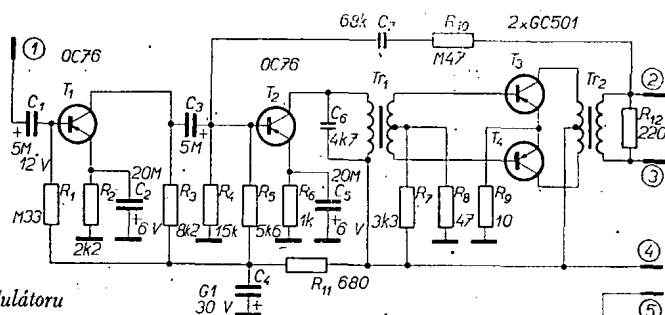 68k C7 R10 2xGC501
M47
1
OC76
OC76
T1
T2
T3
T4
Tr1
Tr2
2
3
C1
5M
12 V
C3
5M
C6
4k7
R12
220
20M
20M
R1
M33
R2
2k2
C2
6 V
R3
8k2
R4
15k
R5
5k6
R6
1k
C5
6 V
R7
3k3
R8
47
R9
10
R11 680
C4
G1
30 V
4
5
ulátoru